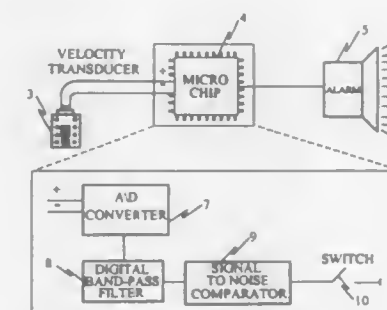 4
VELOCITY
TRANSDUCER
5
+
-
MICRO
CHIP
ALARM
3
+
-
A\D
CONVERTER
7
9
8
DIGITAL
BAND-PASS
FILTER
SIGNAL
TO NOISE
COMPARATOR
SWITCH
10